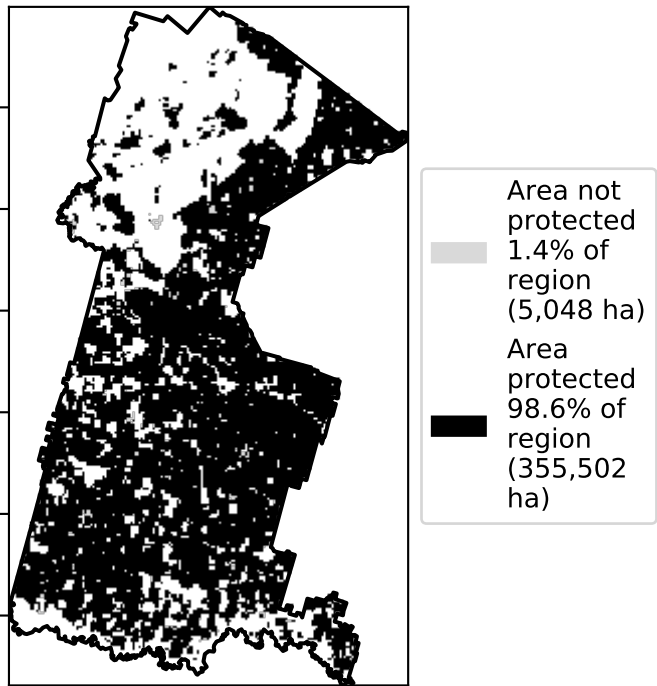 Area not
protected
1.4% of
region
(5,048 ha)
Area
protected
98.6% of
region
(355,502
ha)